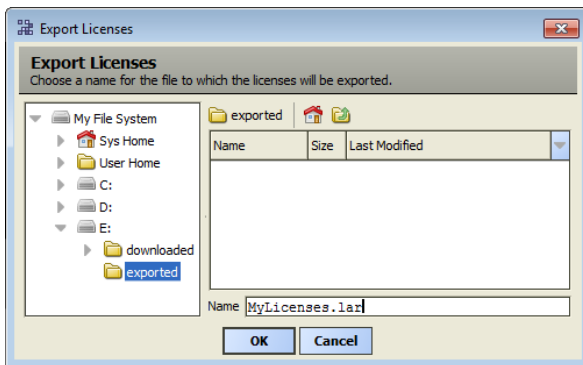 Export Licenses
Export Licenses
Choose a name for the file to which the licenses will be exported.
My File System
Sys Home
User Home
C:
D:
E:
downloaded
exported
exported
Name Size Last Modified
Name MyLicenses.lar
OK Cancel